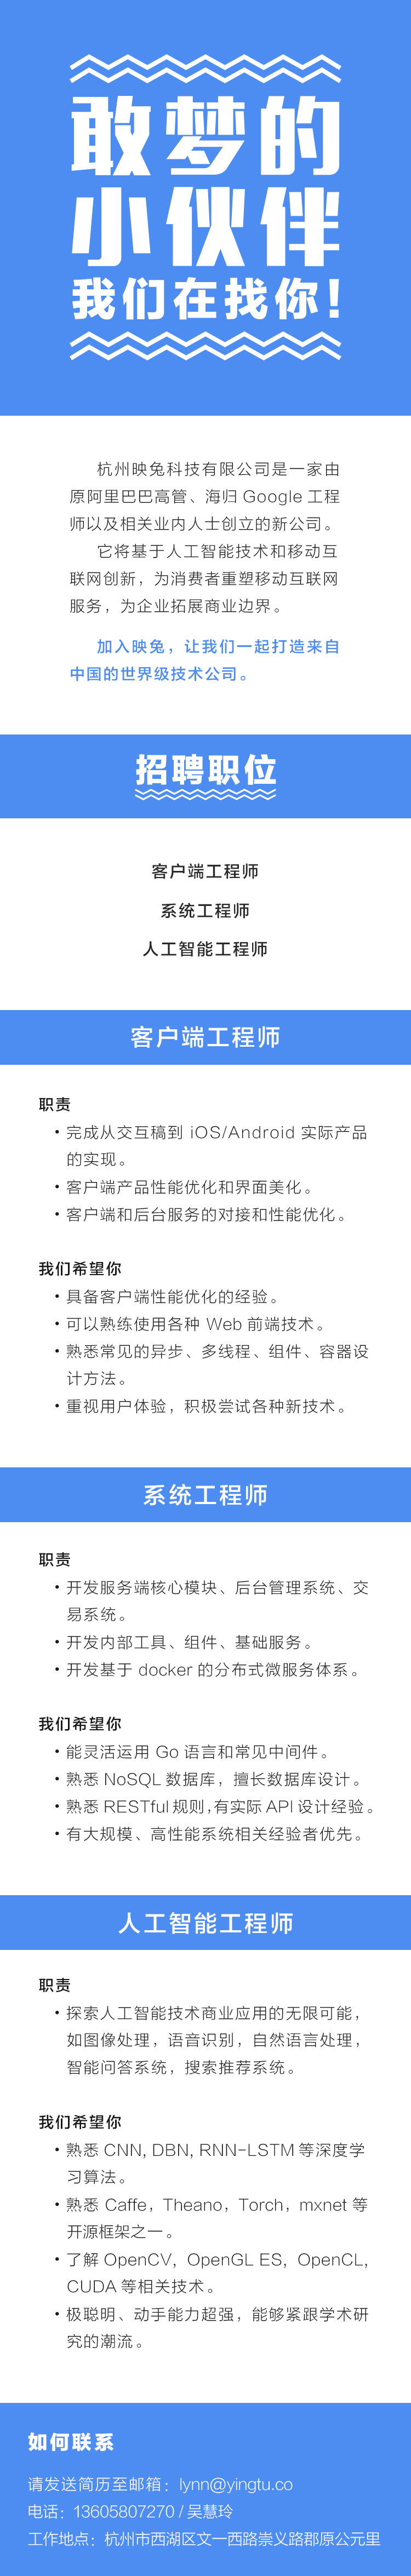 敢梦的
小伙伴
我们在找你！
杭州映兔科技有限公司是一家由
原阿里巴巴高管、海归 Google 工程
师以及相关业内人士创立的新公司。
它将基于人工智能技术和移动互
联网创新，为消费者重塑移动互联网
服务，为企业拓展商业边界。
加入映兔，让我们一起打造来自
中国的世界级技术公司。
招聘职位
客户端工程师
系统工程师
人工智能工程师
客户端工程师
职责
• 完成从交互稿到 iOS/Android 实际产品
的实现。
• 客户端产品性能优化和界面美化。
• 客户端和后台服务的对接和性能优化。
我们希望你
• 具备客户端性能优化的经验。
• 可以熟练使用各种 Web 前端技术。
• 熟悉常见的异步、多线程、组件、容器设
计方法。
• 重视用户体验，积极尝试各种新技术。
系统工程师
职责
• 开发服务端核心模块、后台管理系统、交
易系统。
• 开发内部工具、组件、基础服务。
• 开发基于 docker 的分布式微服务体系。
我们希望你
• 能灵活运用 Go 语言和常见中间件。
• 熟悉 NoSQL 数据库，擅长数据库设计。
• 熟悉 RESTful 规则，有实际 API 设计经验。
• 有大规模、高性能系统相关经验者优先。
人工智能工程师
职责
• 探索人工智能技术商业应用的无限可能，
如图像处理，语音识别，自然语言处理，
智能问答系统，搜索推荐系统。
我们希望你
• 熟悉 CNN, DBN, RNN-LSTM 等深度学
习算法。
• 熟悉 Caffe，Theano，Torch，mxnet 等
开源框架之一。
• 了解 OpenCV, OpenGL ES, OpenCL,
CUDA 等相关技术。
• 极聪明、动手能力超强，能够紧跟学术研
究的潮流。
如何联系
请发送简历至邮箱：lynn@yingtu.co
电话：13605807270 / 吴慧玲
工作地点：杭州市西湖区文一西路崇义路郡原公元里